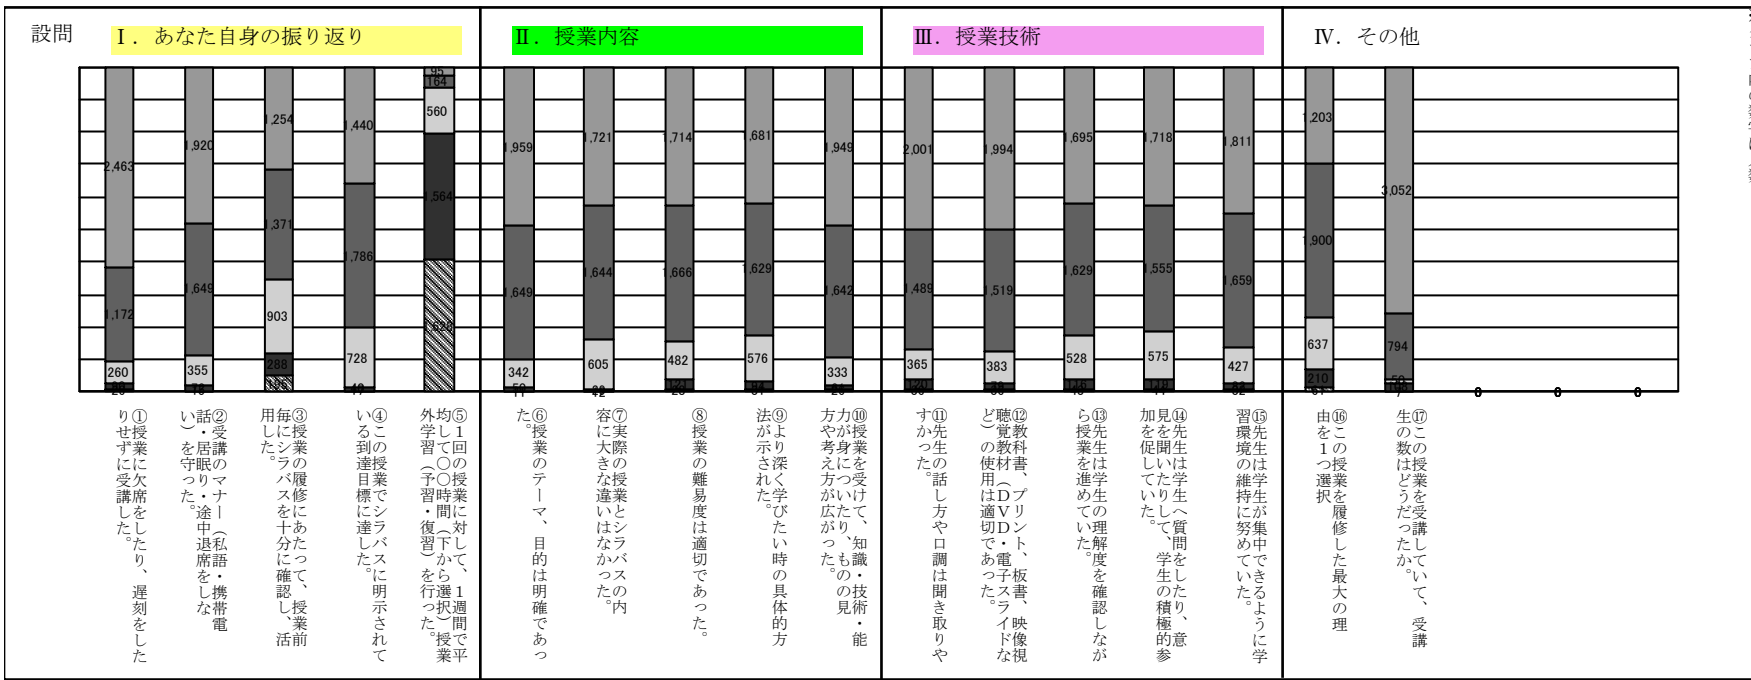 設問
Ⅰ．あなた自身の振り返り
Ⅱ．授業内容
Ⅲ．授業技術
Ⅳ．その他
2,463
1,172
260
1,920
1,649
355
1,254
1,371
903
288
195
1,440
1,786
728
95
164
560
1,564
1,628
1,959
1,649
342
1,721
1,644
605
1,714
1,666
482
1,681
1,629
576
1,949
1,642
333
2,001
1,489
365
120
1,994
1,519
383
1,695
1,629
528
1,718
1,555
575
1,811
1,659
427
1,203
1,900
637
210
3,052
794
0
0
0
①授業に欠席をしたり、遅刻をした
りせずに受講した。
②受講のマナー（私語・携帯電
話・居眠り・途中退席をしな
い）を守った。
③授業の履修にあたって、授業前
毎にシラバスを十分に確認し、活
用した。
④この授業でシラバスに明示されて
いる到達目標に達した。
⑤１回の授業に対して、１週間で平
均して〇〇時間（下から選択）授業
外学習（予習・復習）を行った。
⑥授業のテーマ、目的は明確であっ
た。
⑦実際の授業とシラバスの内
容に大きな違いはなかった。
⑧授業の難易度は適切であった。
⑨より深く学びたい時の具体的方
法が示された。
⑩授業を受けて、知識・技術・能
力が身についたり、ものの見
方や考え方が広がった。
⑪先生の話し方や口調は聞き取りや
すかった。
⑫教科書、プリント、板書、映像視
聴覚教材（ＤＶＤ・電子スライドな
ど）の使用は適切であった。
⑬先生は学生の理解度を確認しなが
ら授業を進めていた。
⑭先生は学生へ質問をしたり、意
見を聞いたりして、学生の積極的参
加を促していた。
⑮先生は学生が集中できるように学
習環境の維持に努めていた。
⑯この授業を履修した最大の理
由を１つ選択
⑰この授業を受講していて、受講
生の数はどうだったか。